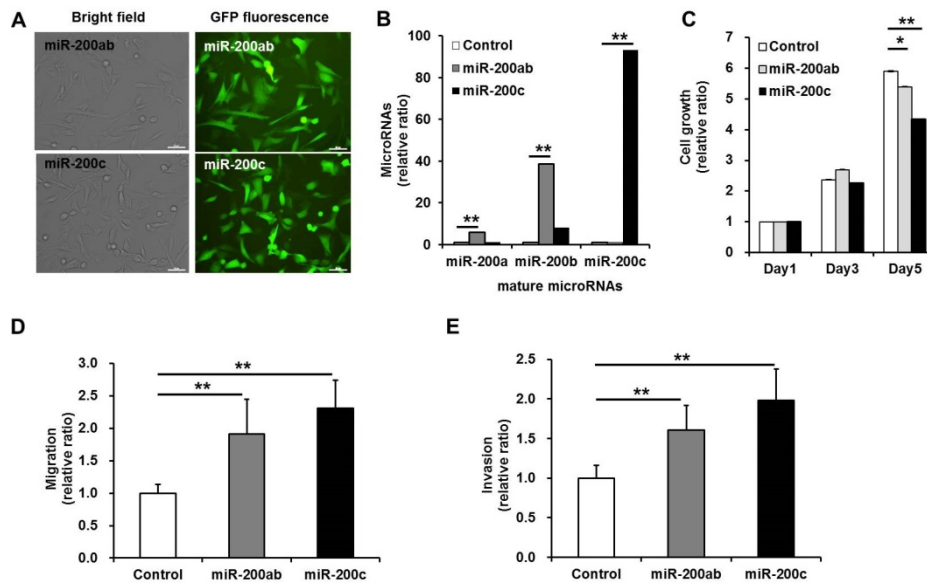 A
Bright field
GFP fluorescence
miR-200ab
miR-200ab
miR-200c
miR-200c
B
MicroRNAs
(relative ratio)
100
80
60
40
20
0
Control
miR-200ab
miR-200c
**
**
**
miR-200a miR-200b miR-200c
mature microRNAs
C
Cell growth
(relative ratio)
7
6
5
4
3
2
1
0
Control
miR-200ab
miR-200c
**
*
Day1 Day3 Day5
D
Migration
(relative ratio)
3.0
2.5
2.0
1.5
1.0
0.5
0.0
**
**
Control miR-200ab miR-200c
E
Invasion
(relative ratio)
2.5
2.0
1.5
1.0
0.5
0.0
**
**
Control miR-200ab miR-200c